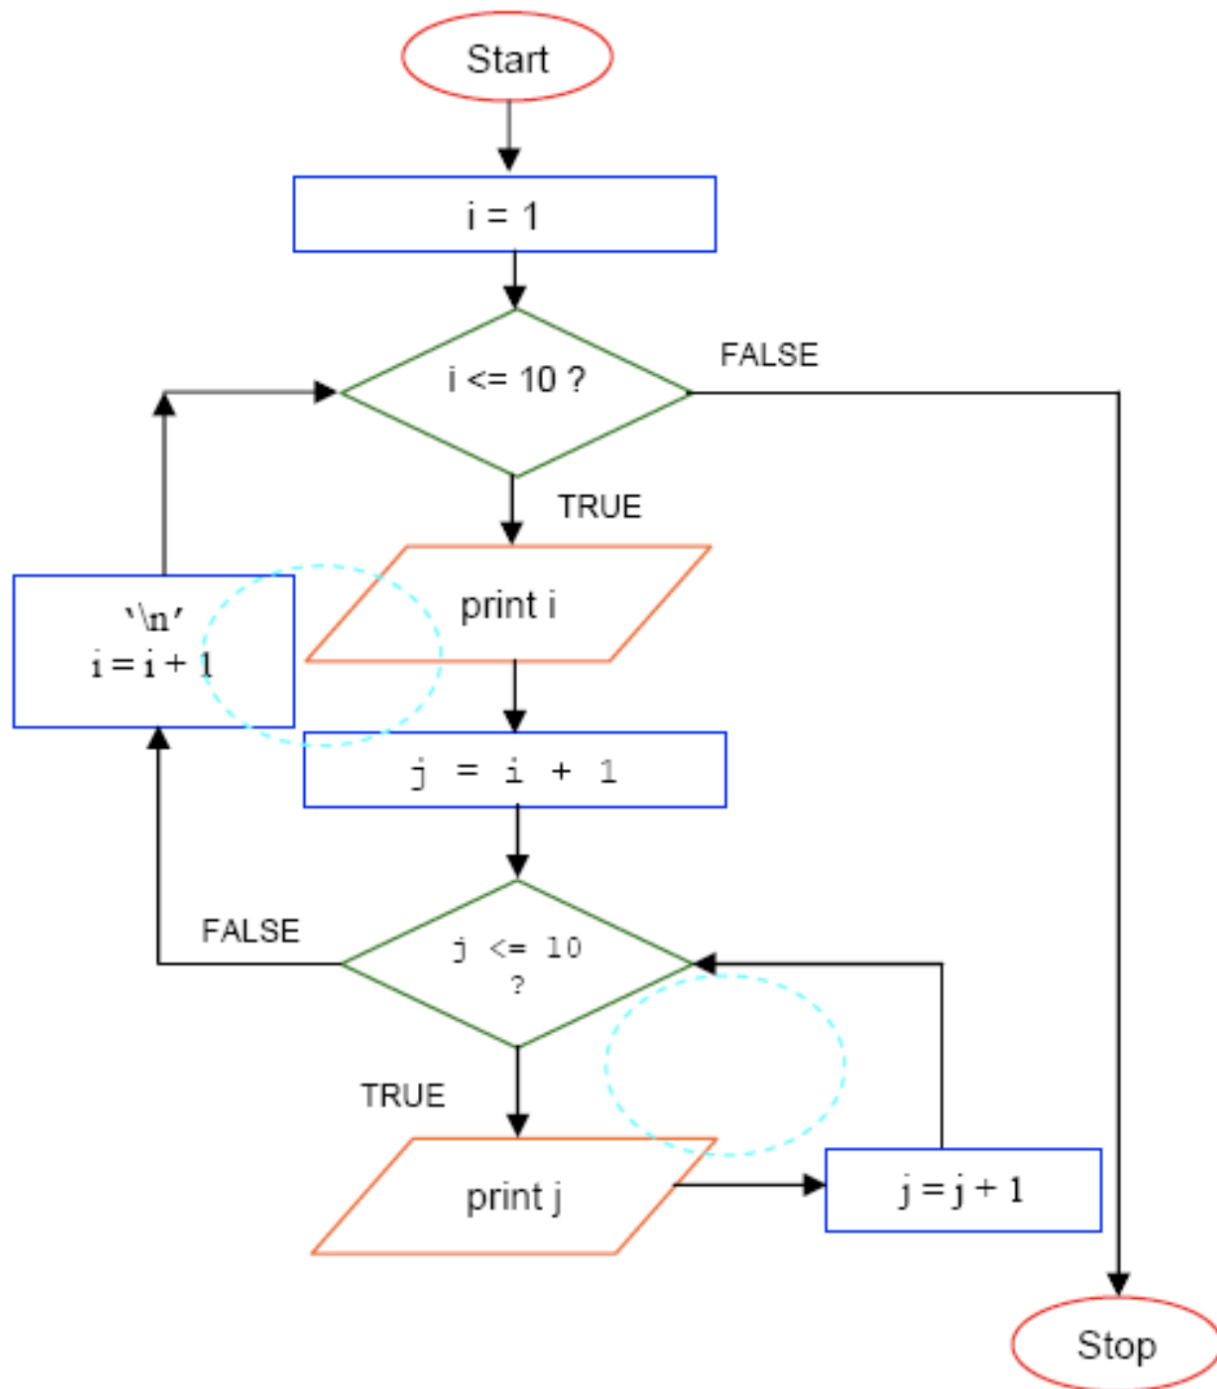 Start
i = 1
i <= 10 ?
FALSE
TRUE
print i
‘\n’
i = i + 1
j = i + 1
j <= 10
?
FALSE
TRUE
print j
j = j + 1
Stop